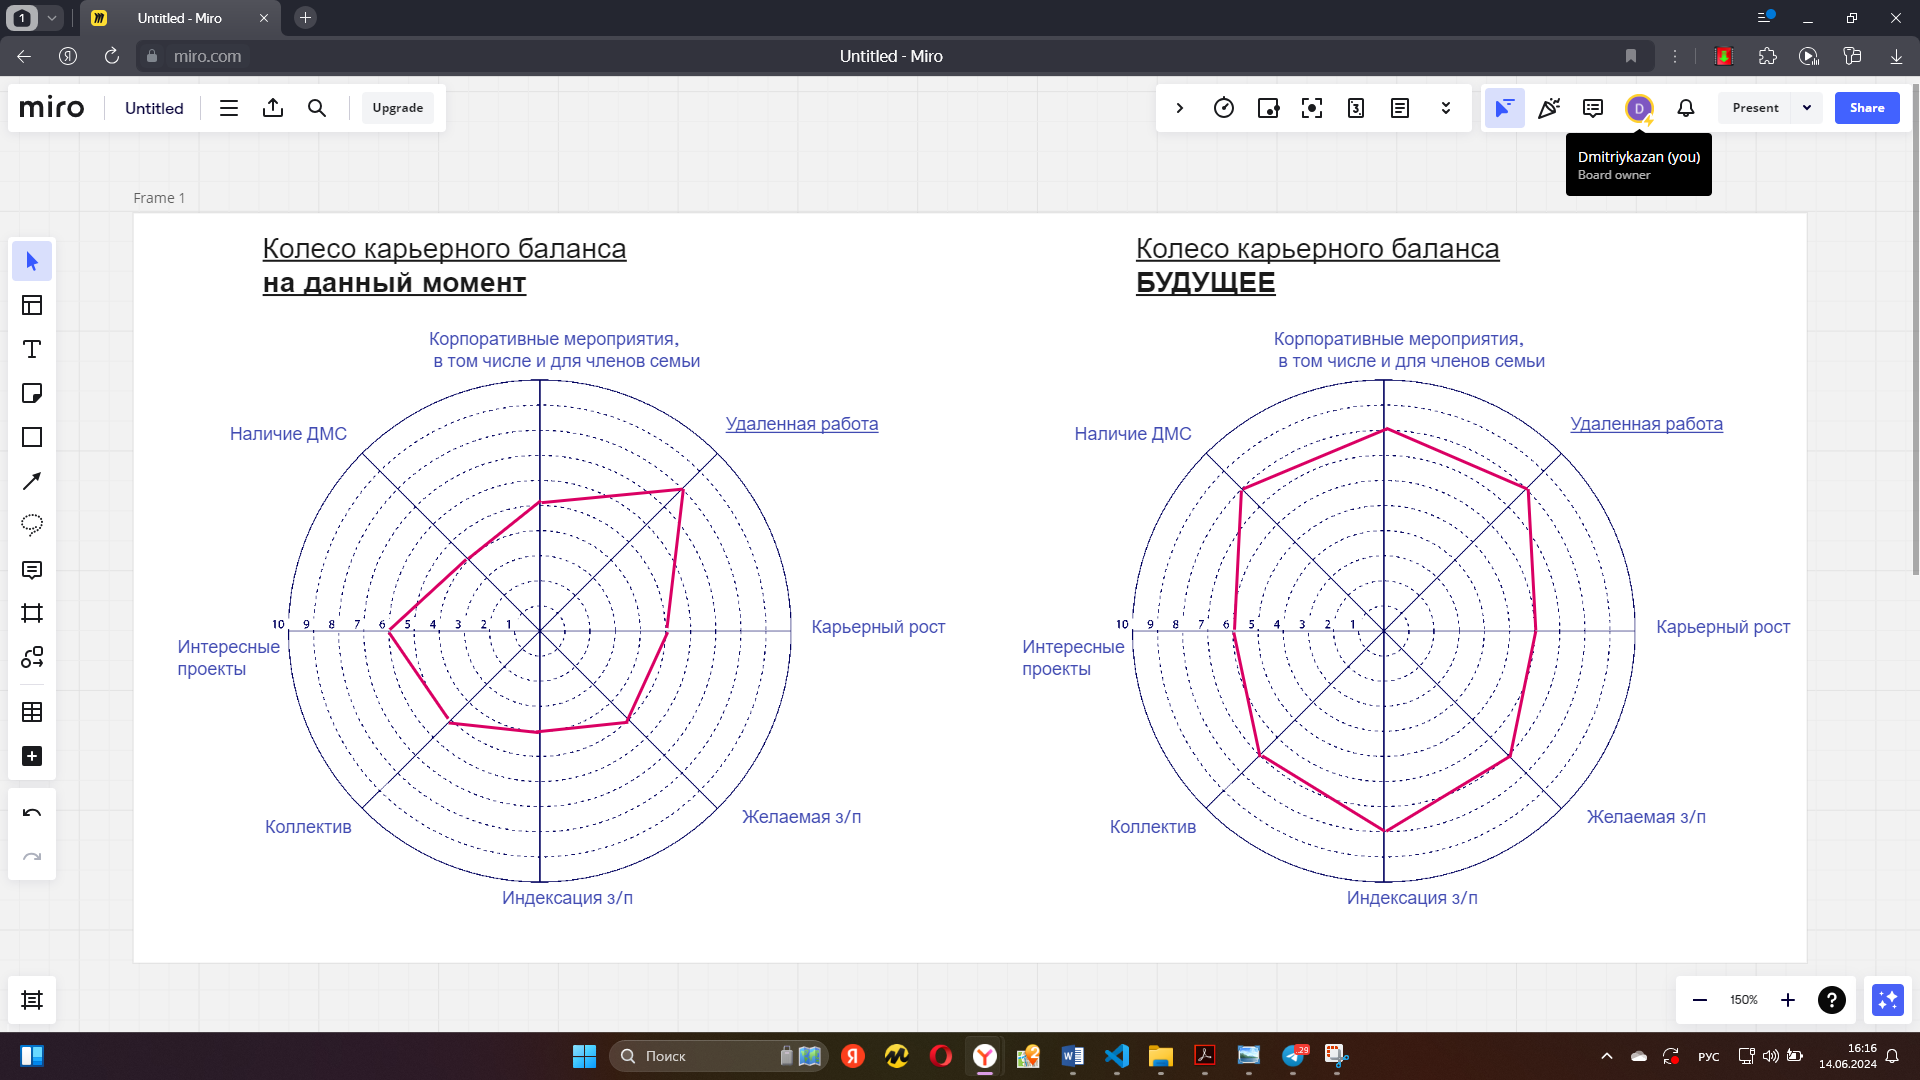 1
Untitled - Miro
miro.com
Untitled - Miro
miro
Untitled
Upgrade
3
D
Present
Share
Dmitriykazan (you)
Board owner
Frame 1
Колесо карьерного баланса
на данный момент
Корпоративные мероприятия,
в том числе и для членов семьи
Наличие ДМС
Удаленная работа
10 9 8 7 6 5 4 3 2 1
Карьерный рост
Интересные
проекты
Желаемая з/п
Коллектив
Индексация з/п
Колесо карьерного баланса
БУДУЩЕЕ
Корпоративные мероприятия,
в том числе и для членов семьи
Наличие ДМС
Удаленная работа
10 9 8 7 6 5 4 3 2 1
Карьерный рост
Интересные
проекты
Желаемая з/п
Коллектив
Индексация з/п
150%
?
Поиск
29
РУС
16:16
14.06.2024